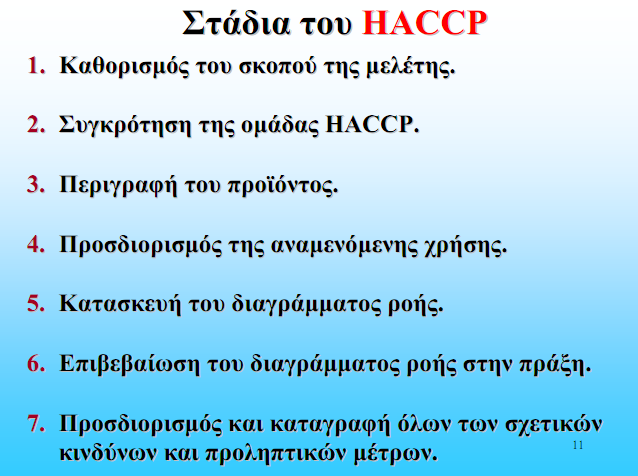 Στάδια του HACCP
1. Καθορισμός του σκοπού της μελέτης.
2. Συγκρότηση της ομάδας HACCP.
3. Περιγραφή του προϊόντος.
4. Προσδιορισμός της αναμενόμενης χρήσης.
5. Κατασκευή του διαγράμματος ροής.
6. Επιβεβαίωση του διαγράμματος ροής στην πράξη.
7. Προσδιορισμός και καταγραφή όλων των σχετικών
κινδύνων και προληπτικών μέτρων.
11